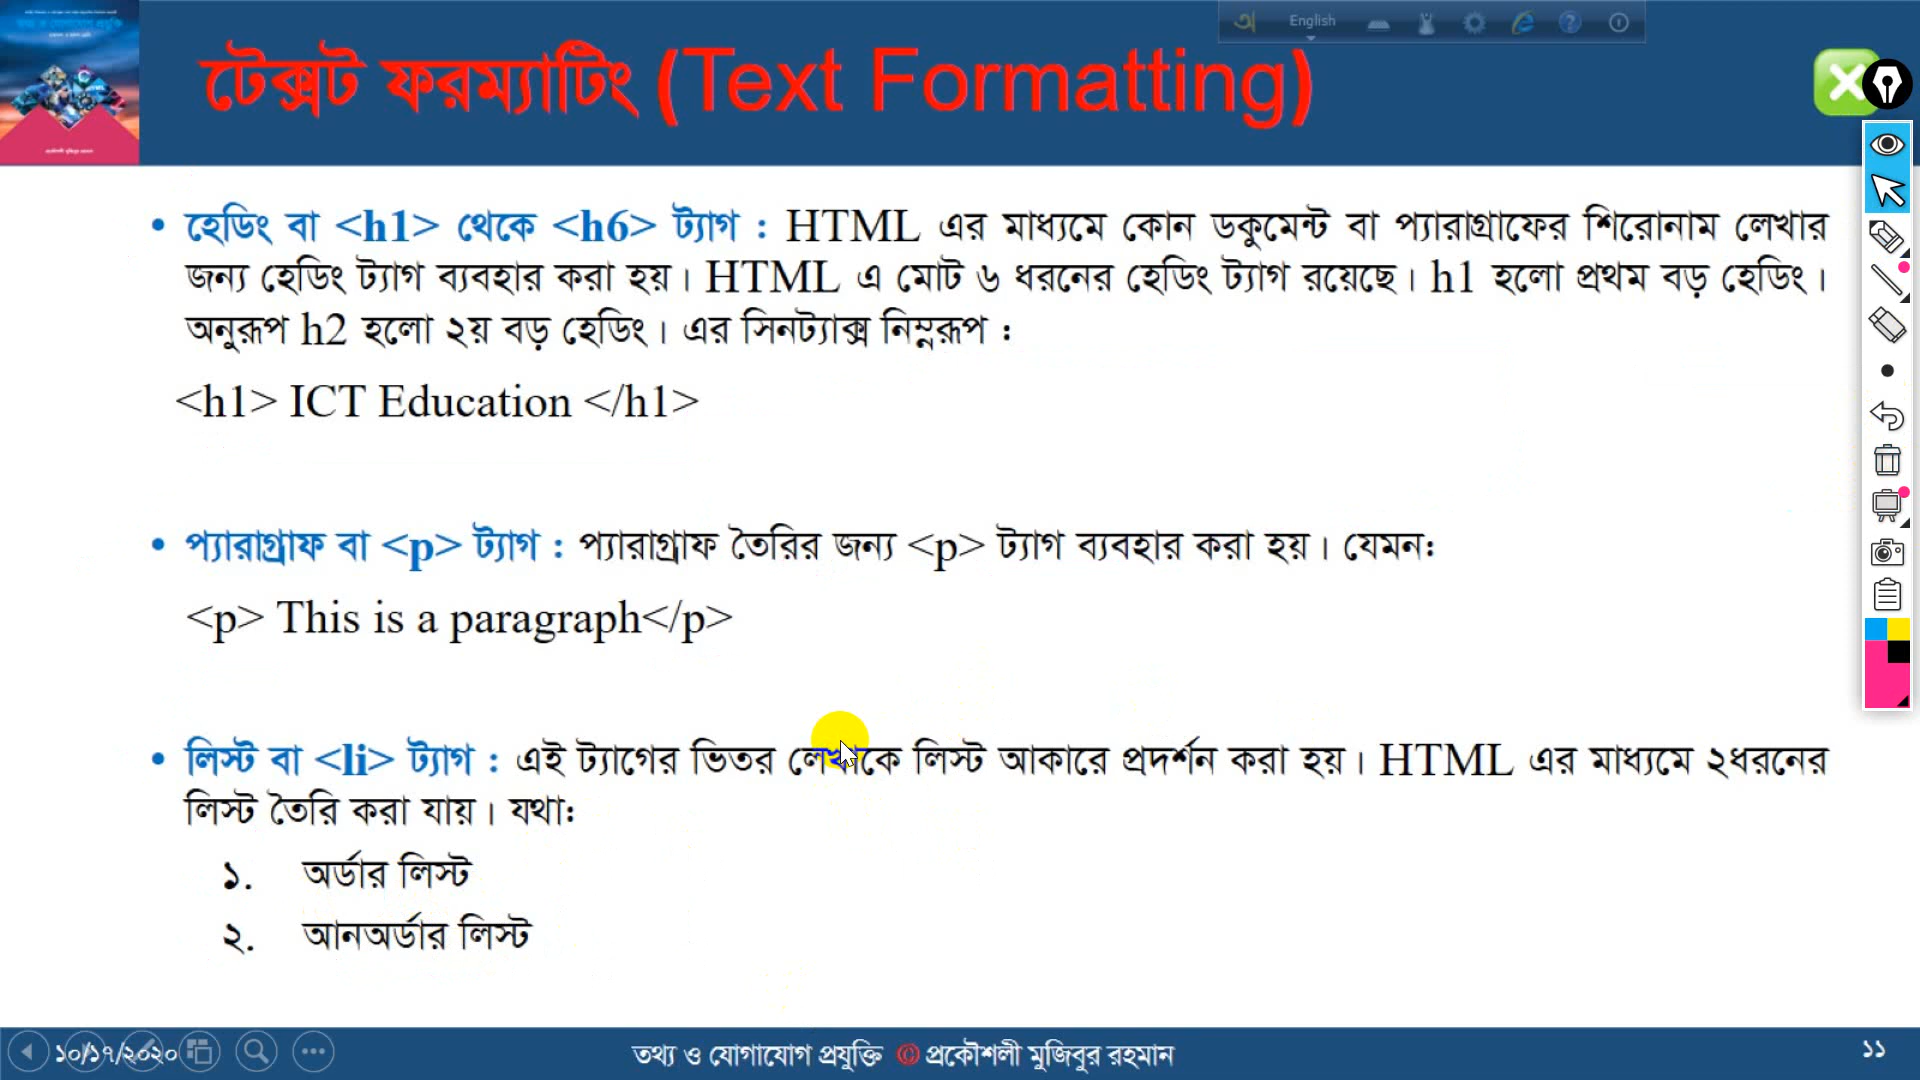 English
টেক্সট ফরম্যাটিং (Text Formatting)
• হেডিং বা <h1> থেকে <h6> ট্যাগ : HTML এর মাধ্যমে কোন ডকুমেন্ট বা প্যারাগ্রাফের শিরোনাম লেখার
জন্য হেডিং ট্যাগ ব্যবহার করা হয়। HTML এ মোট ৬ ধরনের হেডিং ট্যাগ রয়েছে। h1 হলো প্রথম বড় হেডিং।
অনুরূপ h2 হলো ২য় বড় হেডিং। এর সিনট্যাক্স নিম্নরূপ :
<h1> ICT Education </h1>
• প্যারাগ্রাফ বা <p> ট্যাগ : প্যারাগ্রাফ তৈরির জন্য <p> ট্যাগ ব্যবহার করা হয়। যেমন:
<p> This is a paragraph</p>
• লিস্ট বা <li> ট্যাগ : এই ট্যাগের ভিতর লেখাকে লিস্ট আকারে প্রদর্শন করা হয়। HTML এর মাধ্যমে ২ধরনের
লিস্ট তৈরি করা যায়। যথা:
১. অর্ডার লিস্ট
২. আনঅর্ডার লিস্ট
১০/১৭/২০২০
তথ্য ও যোগাযোগ প্রযুক্তি © প্রকৌশলী মুজিবুর রহমান
১১